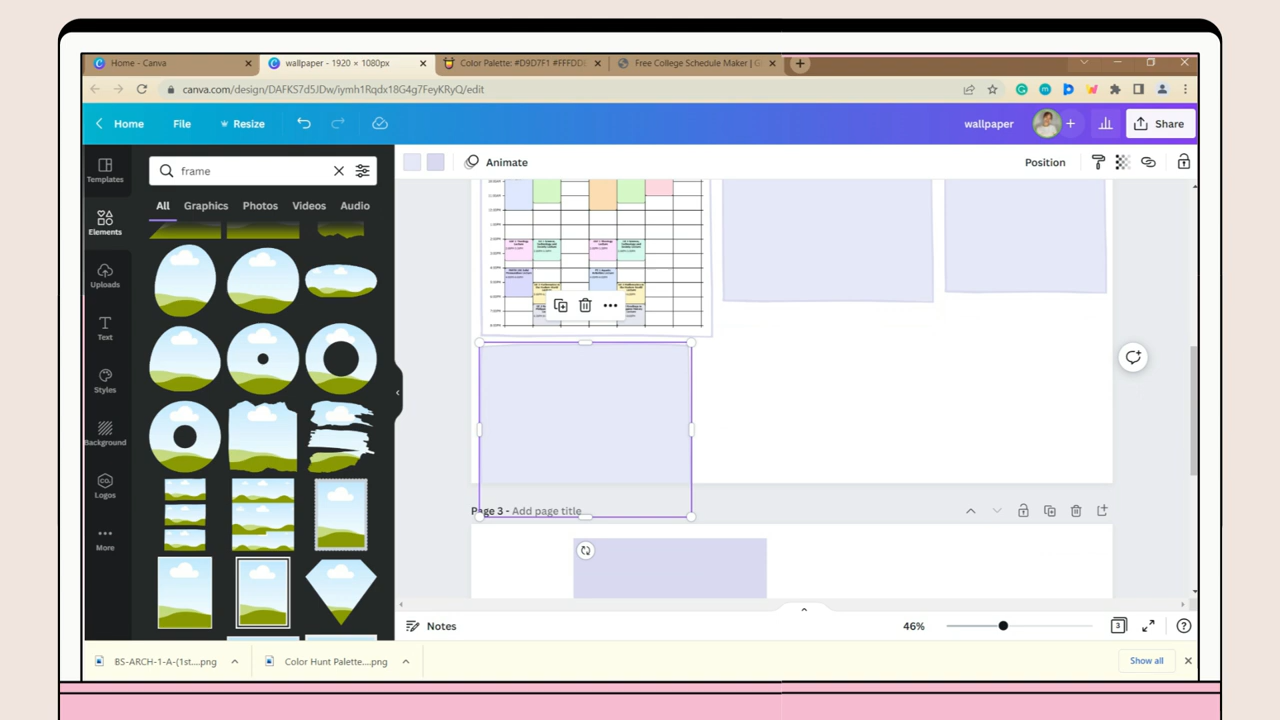 Home - Canva
wallpaper - 1920 × 1080px
Color Palette: #D9D7F1 #FFFDD
Free College Schedule Maker | G
canva.com/design/DAFKS7d5JDw/iymh1Rqdx18G4g7FeyKRyQ/edit
Home
File
Resize
wallpaper
Share
Templates
Elements
Uploads
Text
Styles
Background
Logos
More
frame
All
Graphics
Photos
Videos
Audio
Animate
Position
Page 3 - Add page title
Notes
46%
3
BS-ARCH-1-A-(1st....png
Color Hunt Palette....png
Show all